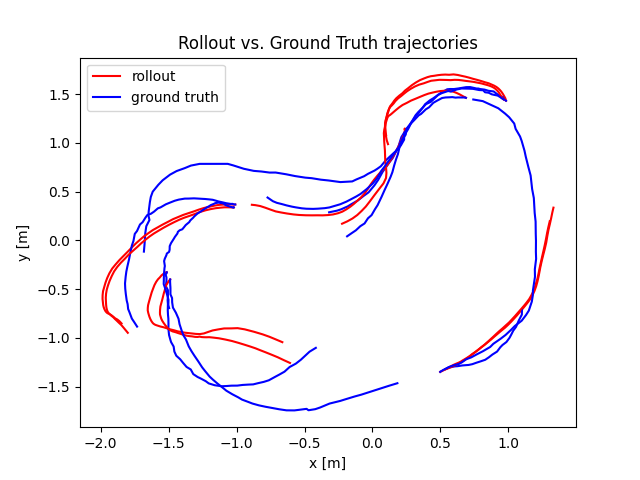 Rollout vs. Ground Truth trajectories
rollout
ground truth
1.5
1.0
0.5
0.0
−0.5
−1.0
−1.5
y [m]
−2.0 −1.5 −1.0 −0.5 0.0 0.5 1.0
x [m]